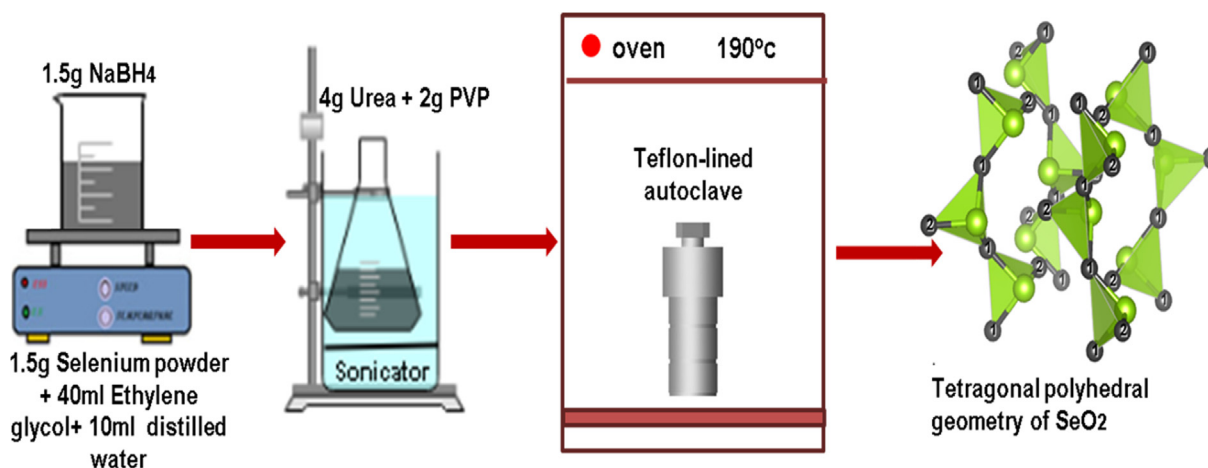 1.5g NaBH4
1.5g Selenium powder
+ 40ml Ethylene
glycol+ 10ml distilled
water
4g Urea + 2g PVP
Sonicator
oven 190°c
Teflon-lined
autoclave
Tetragonal polyhedral
geometry of SeO2